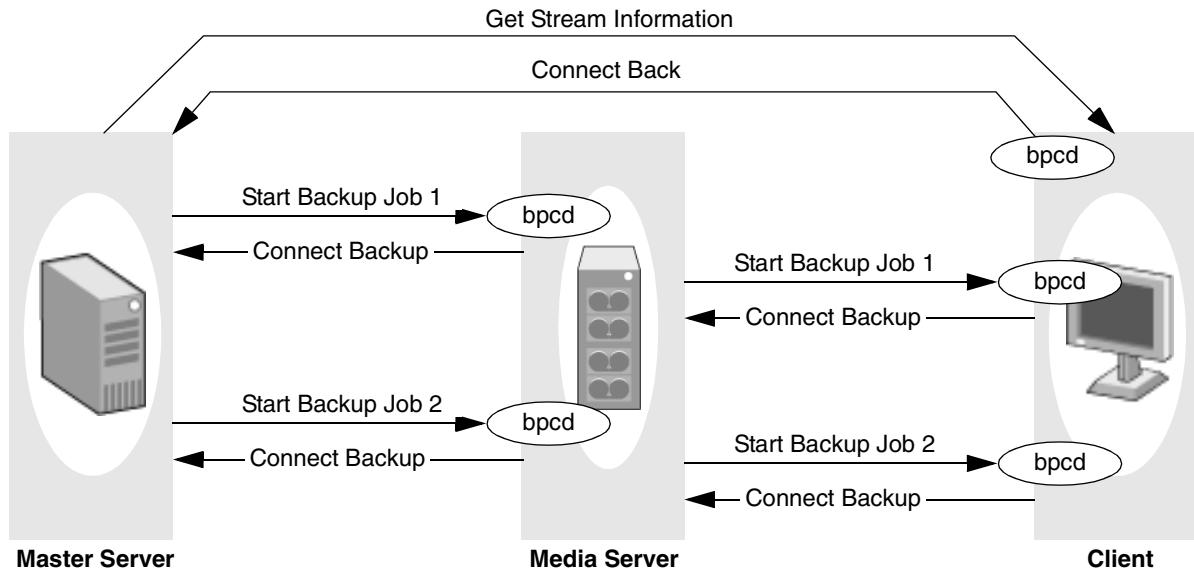 Get Stream Information
Connect Back
bpcd
Start Backup Job 1
bpcd
Connect Backup
Start Backup Job 1
bpcd
Connect Backup
Start Backup Job 2
bpcd
Connect Backup
Start Backup Job 2
bpcd
Connect Backup
Master Server
Media Server
Client